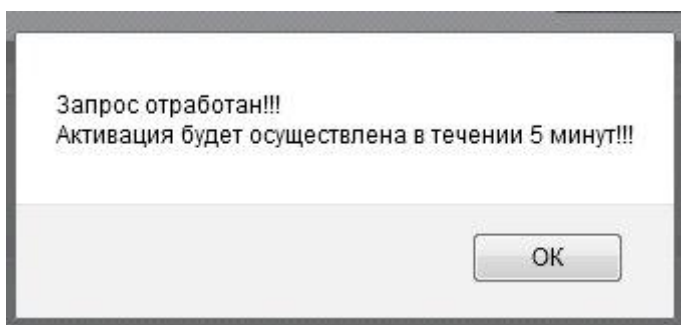 Запрос отработан!!!
Активация будет осуществлена в течении 5 минут!!!
OK